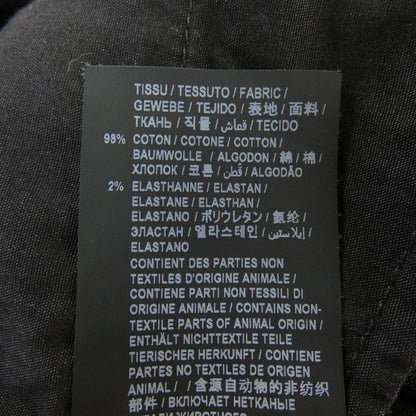 TISSU / TESSUTO / FABRIC /
GEWEBE / TEJIDO / 表地 / 面料 /
ТКАНЬ / 직물 / قماش / TECIDO
98% COTON / COTONE / COTTON /
BAUMWOLLE / ALGODON / 綿 / 棉 /
ХЛОПОК / 코튼 / قطن / ALGODÃO
2% ELASTHANNE / ELASTAN /
ELASTANE / ELASTHAN /
ELASTANO / ポリウレタン / 氨纶 /
ЭЛАСТАН / 엘라스테인 / إيلاستين /
ELASTANO
CONTIENT DES PARTIES NON
TEXTILES D'ORIGINE ANIMALE /
CONTIENE PARTI NON TESSILI DI
ORIGINE ANIMALE / CONTAINS NON-
TEXTILE PARTS OF ANIMAL ORIGIN /
ENTHÄLT NICHTTEXTILE TEILE
TIERISCHER HERKUNFT / CONTIENE
PARTES NO TEXTILES DE ORIGEN
ANIMAL / 含源自动物的非纺织
/ ВКЛЮЧАЕТ НЕТКАНЫЕ